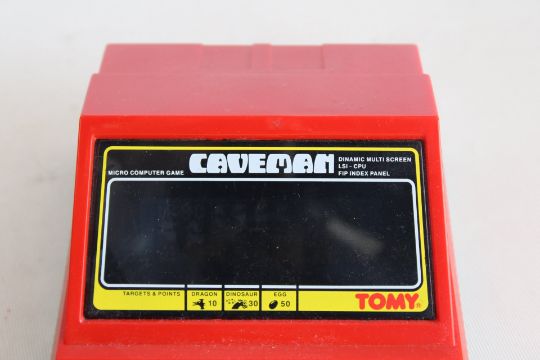 CAVEMAN
MICRO COMPUTER GAME
DINAMIC MULTI SCREEN
LSI - CPU
FIP INDEX PANEL
TARGETS & POINTS
DRAGON
10
DINOSAUR
30
EGG
50
TOMY®